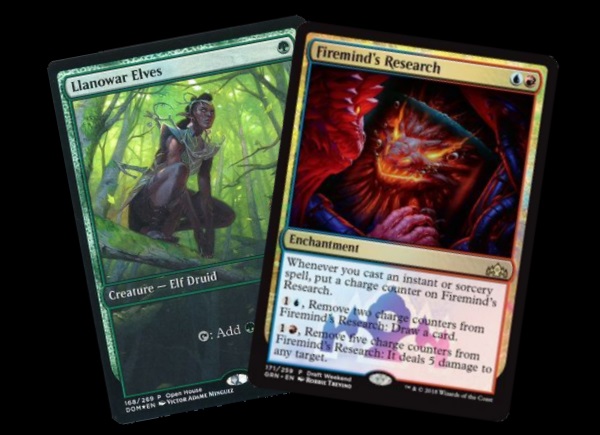 Llanowar Elves
Creature — Elf Druid
: Add
168/269 P Open House
DOM★EN Victor Adame Minguez
Firemind's Research
Enchantment
Whenever you cast an instant or sorcery
spell, put a charge counter on Firemind's
Research.
1 , Remove two charge counters from
Firemind's Research: Draw a card.
1 , Remove five charge counters from
Firemind's Research: It deals 5 damage to
any target.
171/259 P Draft Weekend
GRN • EN Robbie Trevino
™ & © 2018 Wizards of the Coast